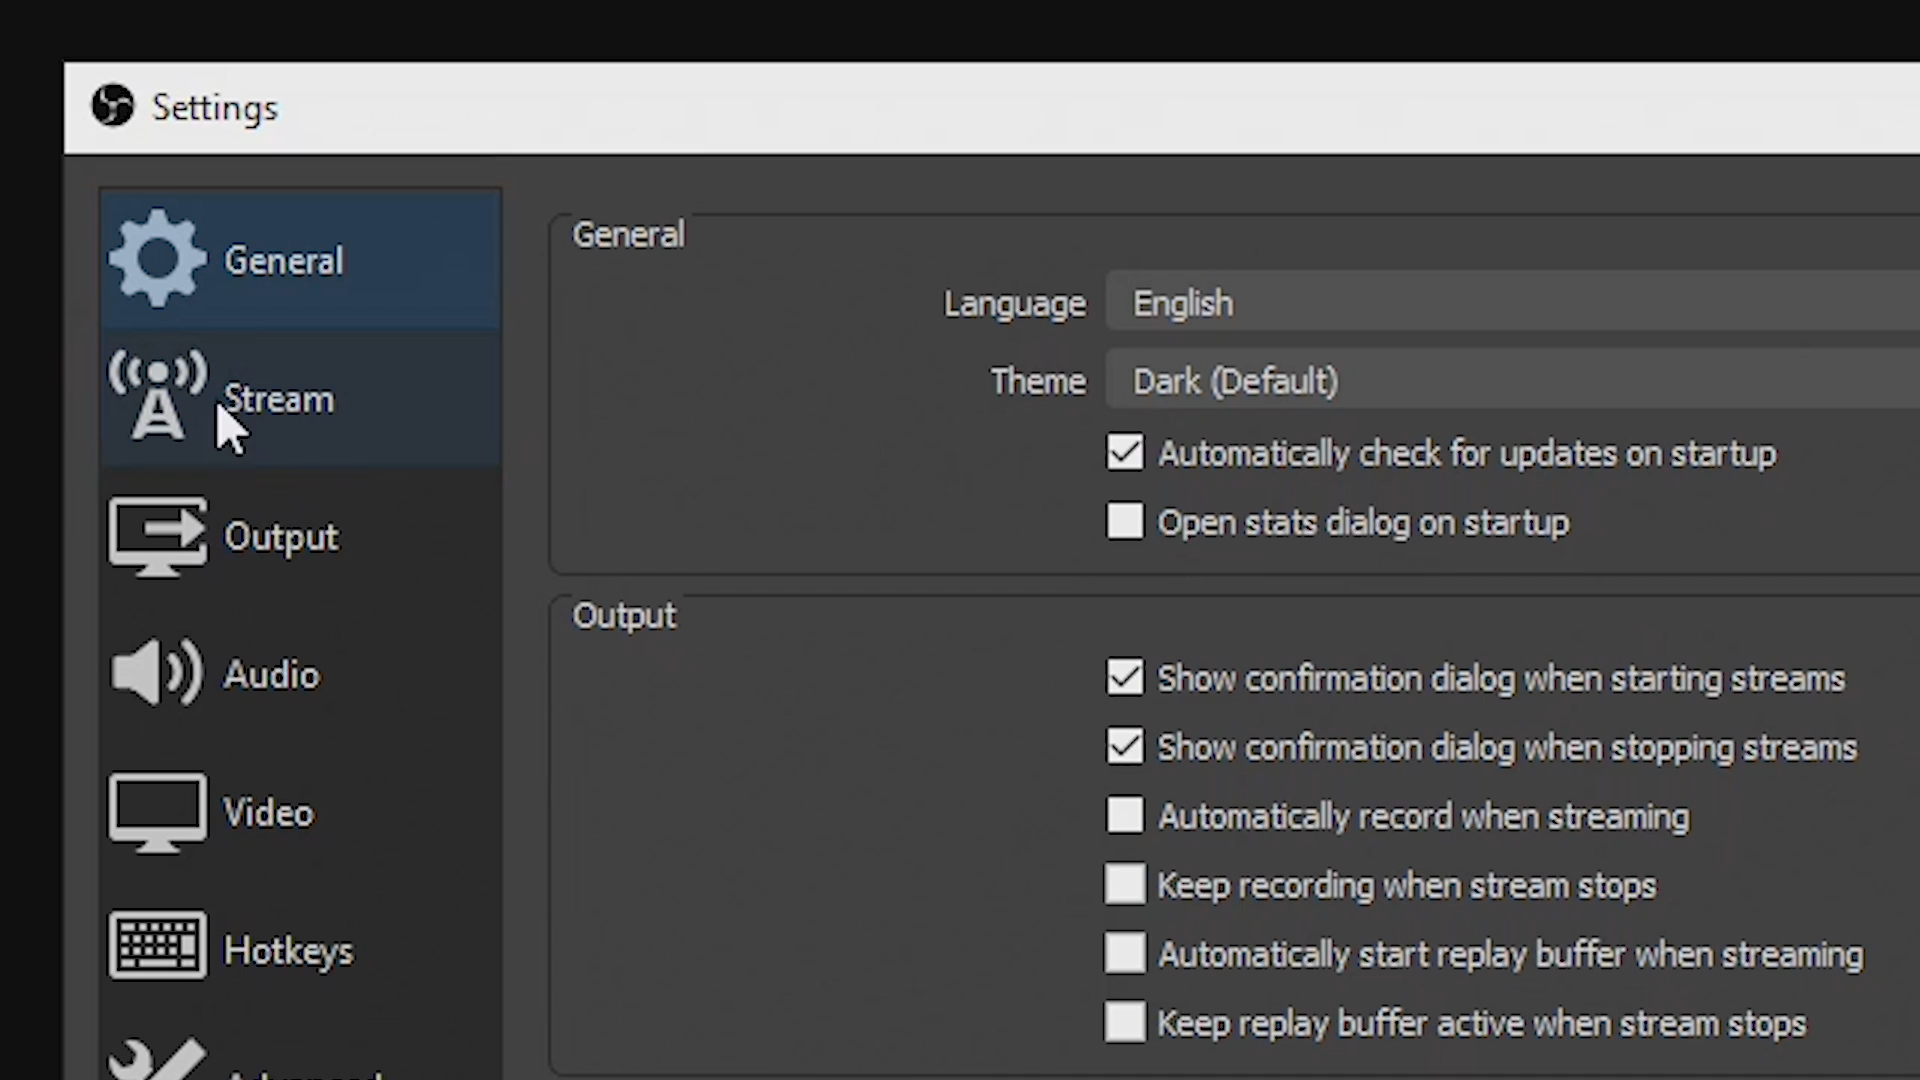 Settings
General
Stream
Output
Audio
Video
Hotkeys
Advanced
General
Language English
Theme Dark (Default)
Automatically check for updates on startup
Open stats dialog on startup
Output
Show confirmation dialog when starting streams
Show confirmation dialog when stopping streams
Automatically record when streaming
Keep recording when stream stops
Automatically start replay buffer when streaming
Keep replay buffer active when stream stops